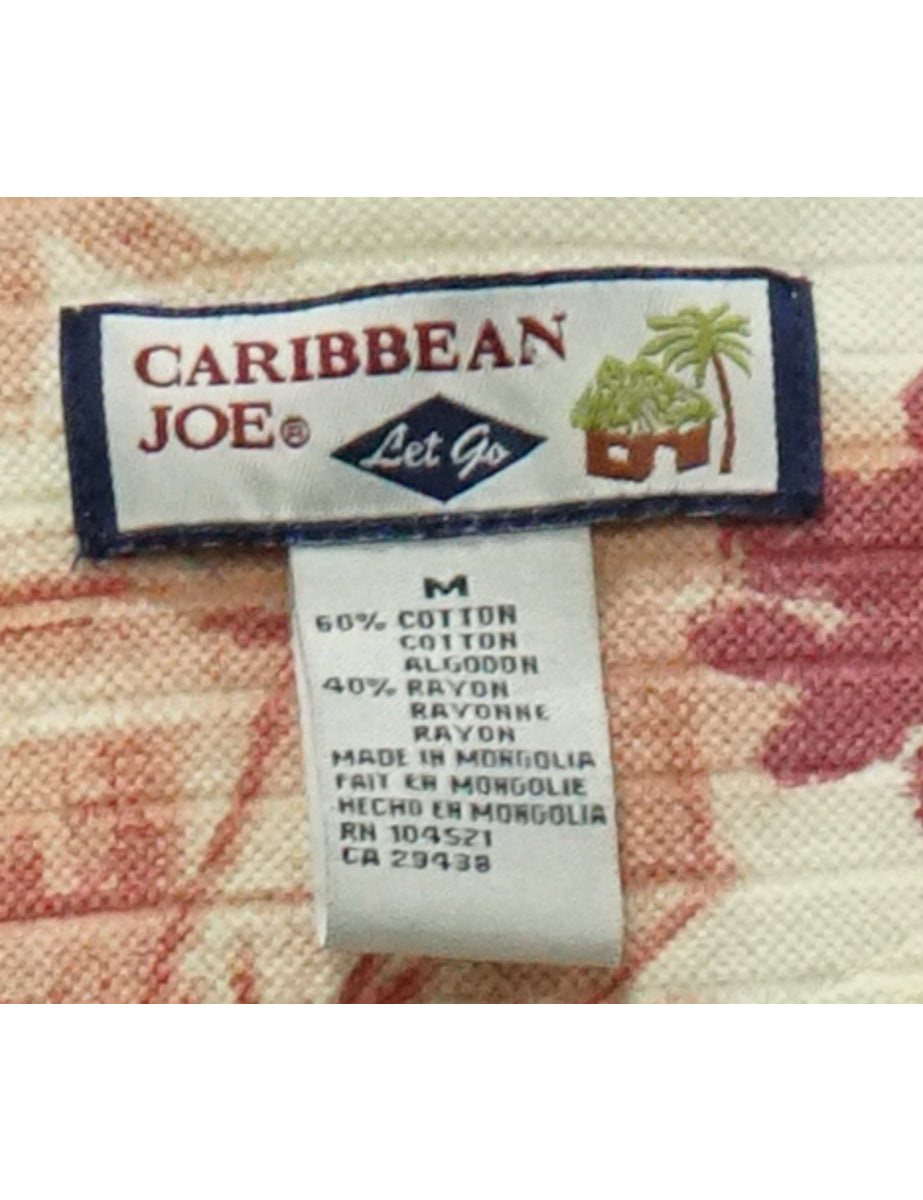 CARIBBEAN
JOE®
Let Go
M
60% COTTON
COTTON
ALGODON
40% RAYON
RAYONNE
RAYON
MADE IN MONGOLIA
FAIT EN MONGOLIE
HECHO EN MONGOLIA
RN 104521
CA 29438